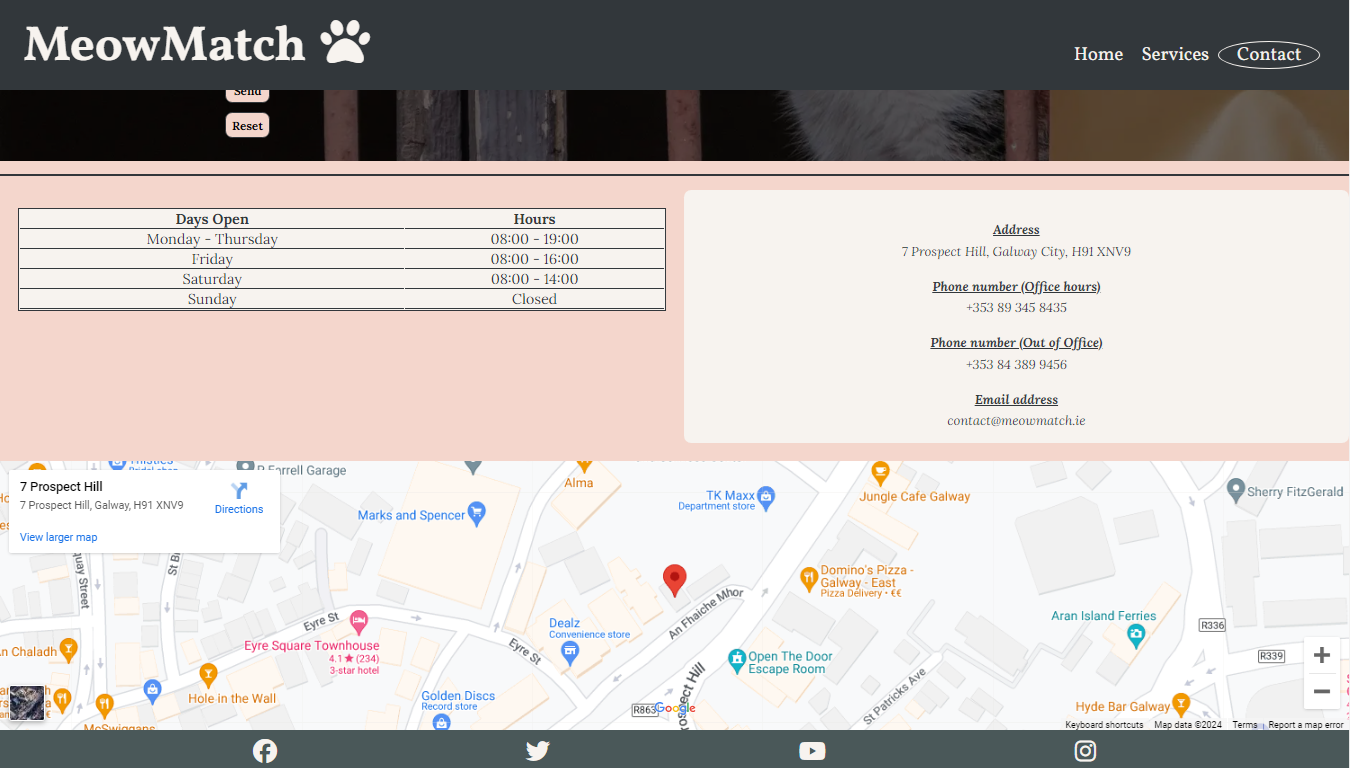 MeowMatch
Home Services Contact
Send
Reset
Days Open Hours
Monday - Thursday 08:00 - 19:00
Friday 08:00 - 16:00
Saturday 08:00 - 14:00
Sunday Closed
Address
7 Prospect Hill, Galway City, H91 XNV9
Phone number (Office hours)
+353 89 345 8435
Phone number (Out of Office)
+353 84 389 9456
Email address
contact@meowmatch.ie
7 Prospect Hill
7 Prospect Hill, Galway, H91 XNV9
Directions
View larger map
Farrell Garage
Alma
Marks and Spencer
TK Maxx
Department store
Jungle Cafe Galway
Sherry FitzGerald
Domino's Pizza -
Galway - East
Pizza Delivery • €€
An Fhaiche Mhor
Eyre St
Dealz
Convenience store
Aran Island Ferries
R336
Eyre Square Townhouse
4.1★(234)
3-star hotel
Eyre St
Open The Door
Escape Room
R339
Hole in the Wall
Golden Discs
Record store
R863
Google
St Patricks Ave
Hyde Bar Galway
McSwiggans
Keyboard shortcuts Map data ©2024 Terms Report a map error